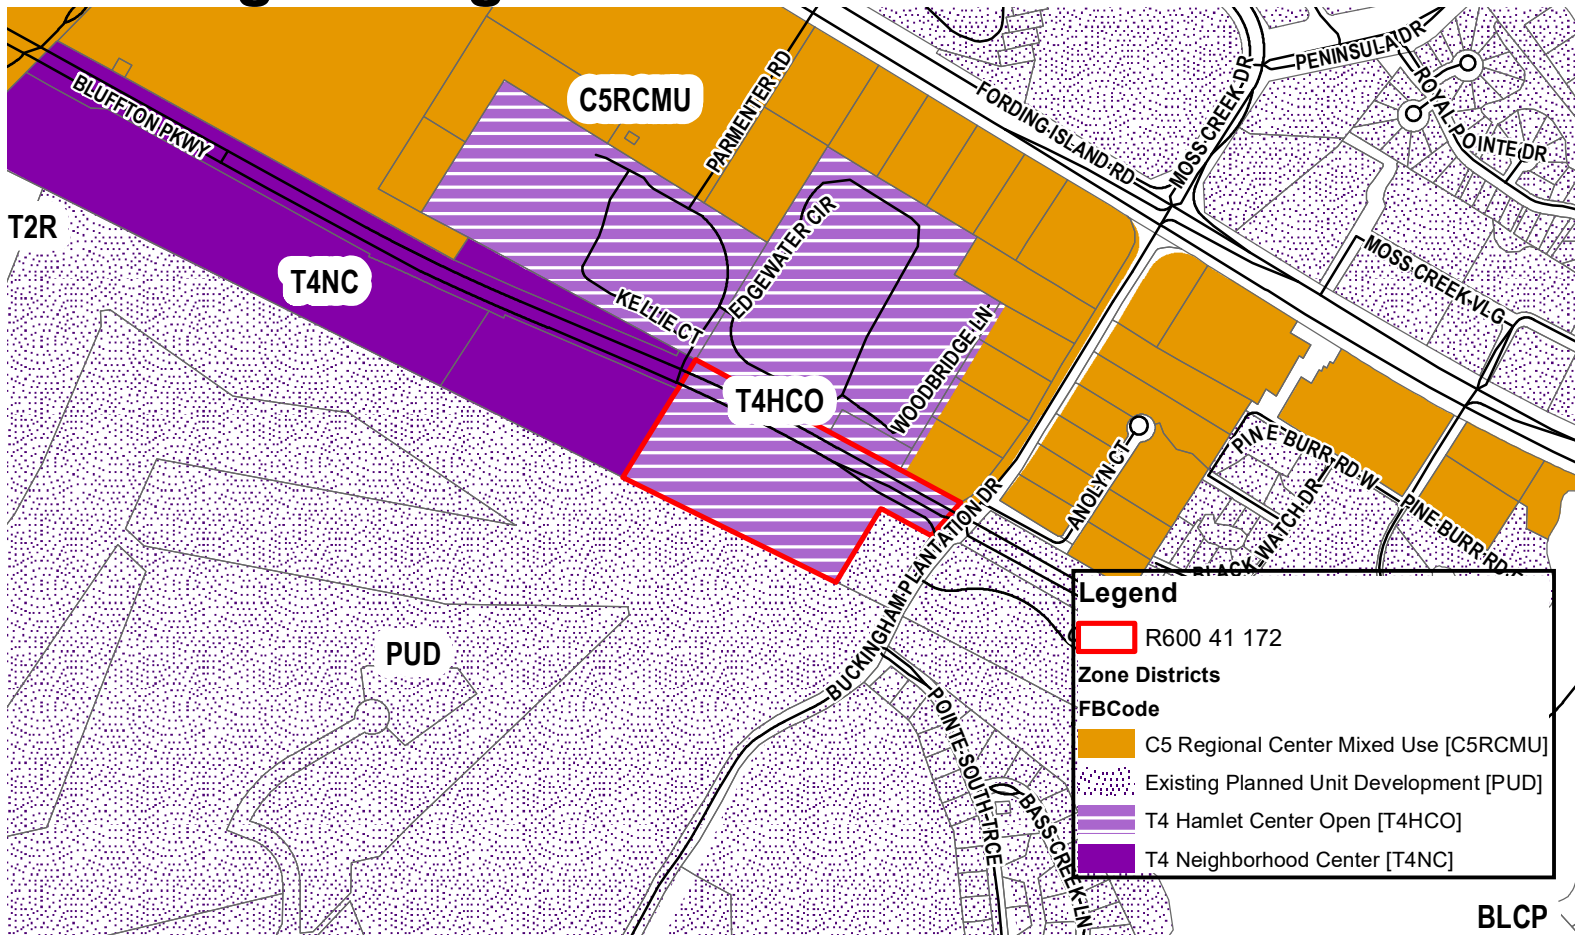 C5RCMU
PARMENTER RD
FORDING ISLAND RD
MOSS CREEK DR
PENINSULA DR
ROYAL POINTE DR
BLUFFTON PKWY
T2R
T4NC
KELLIE CT
EDGEWATER CIR
WOODBRIDGE LN
MOSS CREEK VLG
T4HCO
ANOLYN CT
PINE BURR RD W
BLACK WATCH DR
PINE BURR RD
BUCKINGHAM PLANTATION DR
PUD
POINTE SOUTH TRCE
BASS CREEK LN
Legend
R600 41 172
Zone Districts
FBCode
C5 Regional Center Mixed Use [C5RCMU]
Existing Planned Unit Development [PUD]
T4 Hamlet Center Open [T4HCO]
T4 Neighborhood Center [T4NC]
BLCP